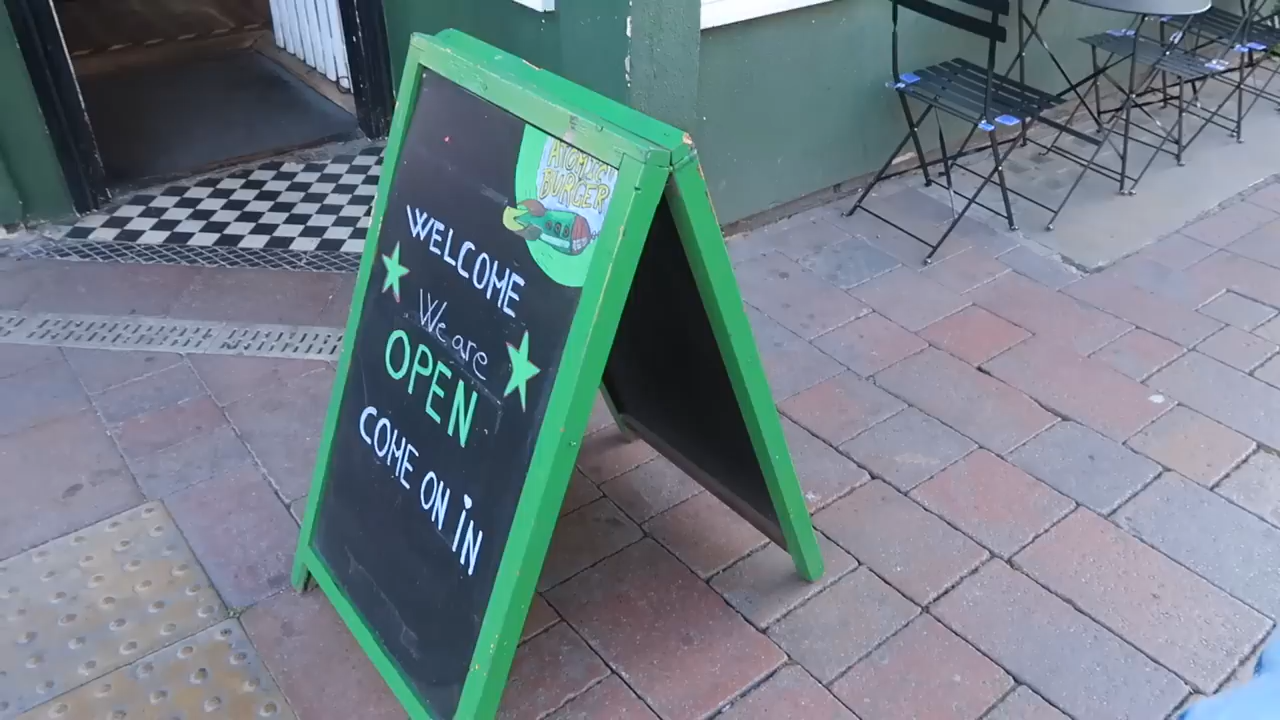 ATOMIC
BURGER
WELCOME
We are
OPEN
COME ON IN